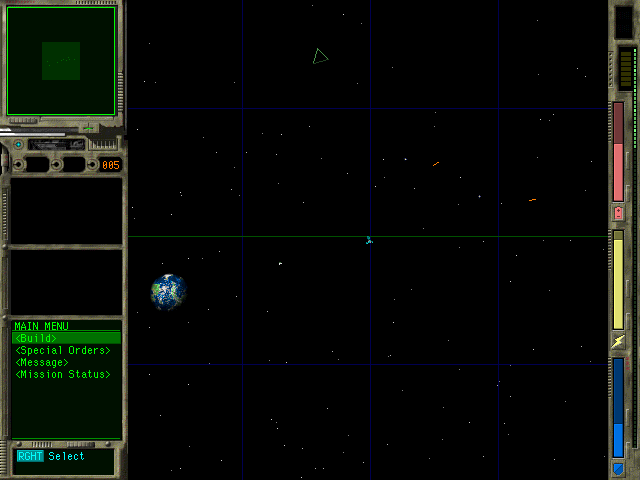 005
MAIN MENU
<Build>
<Special Orders>
<Message>
<Mission Status>
RGHT Select